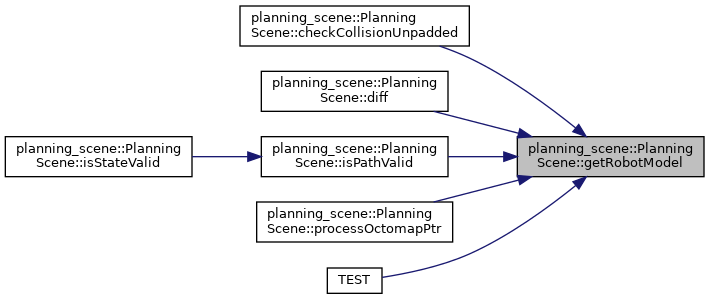 planning_scene::Planning
Scene::checkCollisionUnpadded
planning_scene::Planning
Scene::diff
planning_scene::Planning
Scene::isStateValid
planning_scene::Planning
Scene::isPathValid
planning_scene::Planning
Scene::getRobotModel
planning_scene::Planning
Scene::processOctomapPtr
TEST